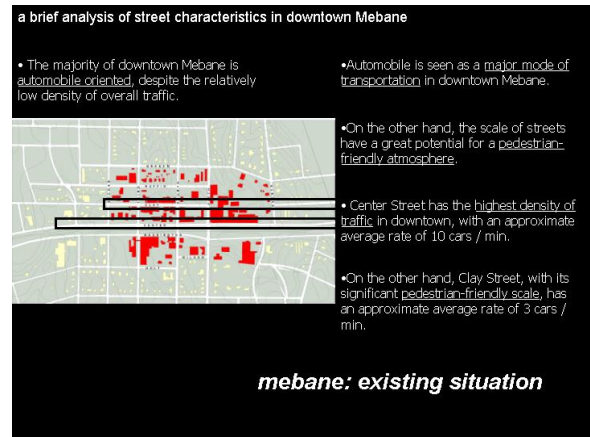 a brief analysis of street characteristics in downtown Mebane
• The majority of downtown Mebane is
automobile oriented, despite the relatively
low density of overall traffic.
•Automobile is seen as a major mode of
transportation in downtown Mebane.
•On the other hand, the scale of streets
have a great potential for a pedestrian-
friendly atmosphere.
• Center Street has the highest density of
traffic in downtown, with an approximate
average rate of 10 cars / min.
•On the other hand, Clay Street, with its
significant pedestrian-friendly scale, has
an approximate average rate of 3 cars /
min.
mebane: existing situation